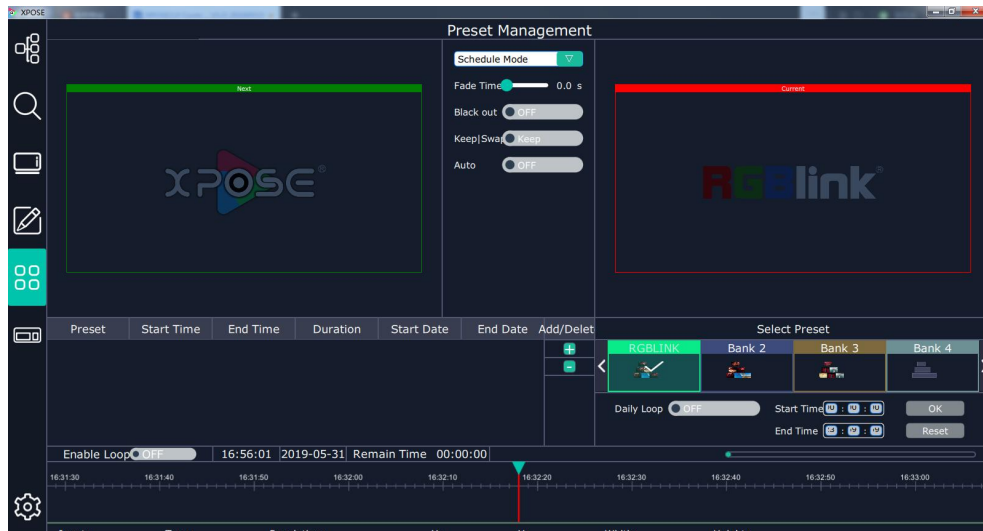 XPOSE
Preset Management
Schedule Mode
Fade Time 0.0 s
Black out OFF
Keep|Swap Keep
Auto OFF
Next
XPOSE®
Current
RGBlink®
Preset Start Time End Time Duration Start Date End Date Add/Delet
Select Preset
RGBLINK Bank 2 Bank 3 Bank 4
Daily Loop OFF
Start Time : : OK
End Time : : Reset
Enable Loop OFF 16:56:01 2019-05-31 Remain Time 00:00:00
16:31:30 16:31:40 16:31:50 16:32:00 16:32:10 16:32:20 16:32:30 16:32:40 16:32:50 16:33:00